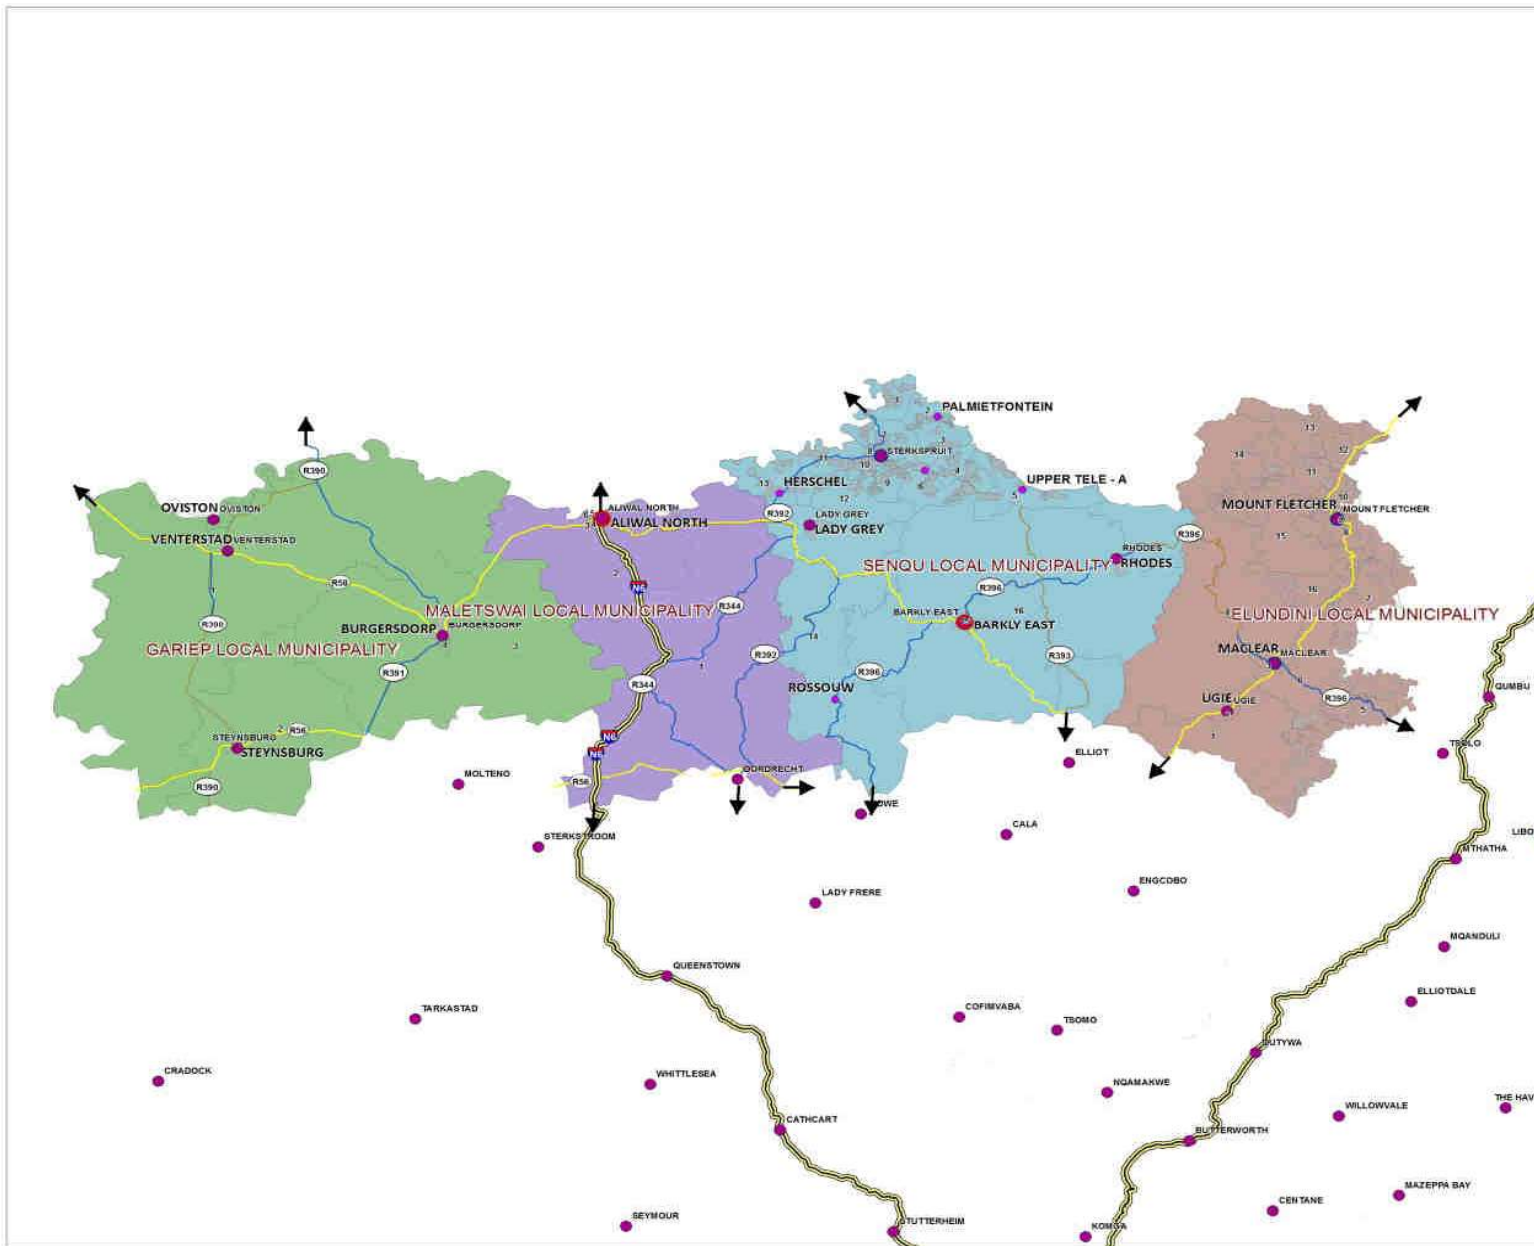 PALMIETFONTEIN
STERKSPRUIT
R390
UPPER TELE - A
HERSCHEL
OVISTON OVISTON
ALIWAL NORTH
ALIWAL NORTH
R392
LADY GREY
LADY GREY
MOUNT FLETCHER MOUNT FLETCHER
VENTERSTAD VENTERSTAD
R396
RHODES
RHODES
SENQU LOCAL MUNICIPALITY
R58
N6
R396
MALETSWAI LOCAL MUNICIPALITY
R344
BARKLY EAST
BARKLY EAST
ELUNDINI LOCAL MUNICIPALITY
R390
BURGERSDORP BURGERSDORP
GARIEP LOCAL MUNICIPALITY
R391
R392
R393
MACLEAR MACLEAR
R396
R344
ROSSOUW
QUMBU
R396
UGIE UGIE
R56
STEYNSBURG
STEYNSBURG
N6
N6
TSOLO
ELLIOT
R390
R56
DORDRECHT
MOLTENO
STERKSTROOM
CALA
MTHATHA
LADY FRERE
ENGCOBO
MQANDULI
QUEENSTOWN
ELLIOTDALE
TARKASTAD
COFIMVABA
TSOMO
DUTYWA
CRADOCK
WHITTLESEA
NQAMAKWE
WILLOWVALE
THE HAV
CATHCART
BUTTERWORTH
MAZEPPA BAY
SEYMOUR
STUTTERHEIM
KOMGA
CENTANE